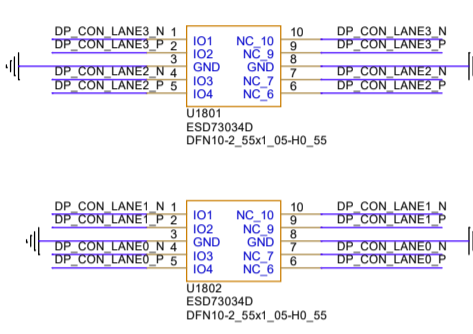 DP_CON_LANE3_N 1 IO1 NC_10 10 DP_CON_LANE3_N
DP_CON_LANE3_P 2 IO2 NC_9 9 DP_CON_LANE3_P
3 GND GND 8
DP_CON_LANE2_N 4 IO3 NC_7 7 DP_CON_LANE2_N
DP_CON_LANE2_P 5 IO4 NC_6 6 DP_CON_LANE2_P
U1801
ESD73034D
DFN10-2_55x1_05-H0_55
DP_CON_LANE1_N 1 IO1 NC_10 10 DP_CON_LANE1_N
DP_CON_LANE1_P 2 IO2 NC_9 9 DP_CON_LANE1_P
3 GND GND 8
DP_CON_LANE0_N 4 IO3 NC_7 7 DP_CON_LANE0_N
DP_CON_LANE0_P 5 IO4 NC_6 6 DP_CON_LANE0_P
U1802
ESD73034D
DFN10-2_55x1_05-H0_55